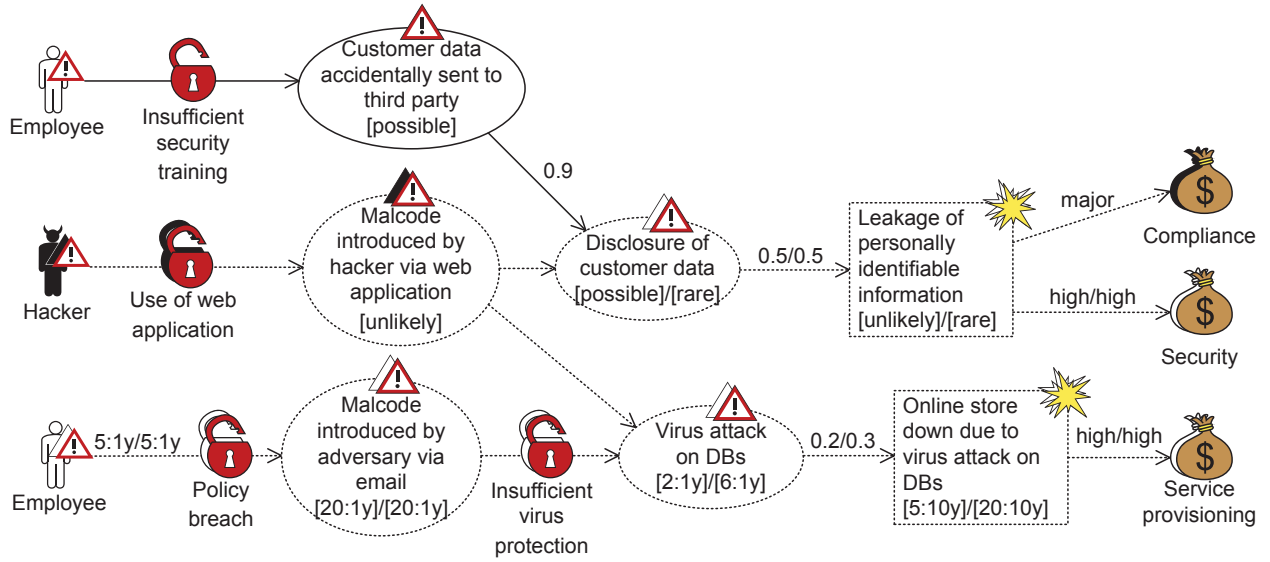 Customer data
accidentally sent to
third party
[possible]
Employee
Insufficient
security
training
0.9
Malcode
introduced by
hacker via web
application
[unlikely]
Hacker
Use of web
application
Disclosure of
customer data
[possible]/[rare]
0.5/0.5
Leakage of
personally
identifiable
information
[unlikely]/[rare]
major
$
Compliance
high/high
$
Security
5:1y/5:1y
Employee
Policy
breach
Malcode
introduced by
adversary via
email
[20:1y]/[20:1y]
Insufficient
virus
protection
Virus attack
on DBs
[2:1y]/[6:1y]
0.2/0.3
Online store
down due to
virus attack on
DBs
[5:10y]/[20:10y]
high/high
$
Service
provisioning